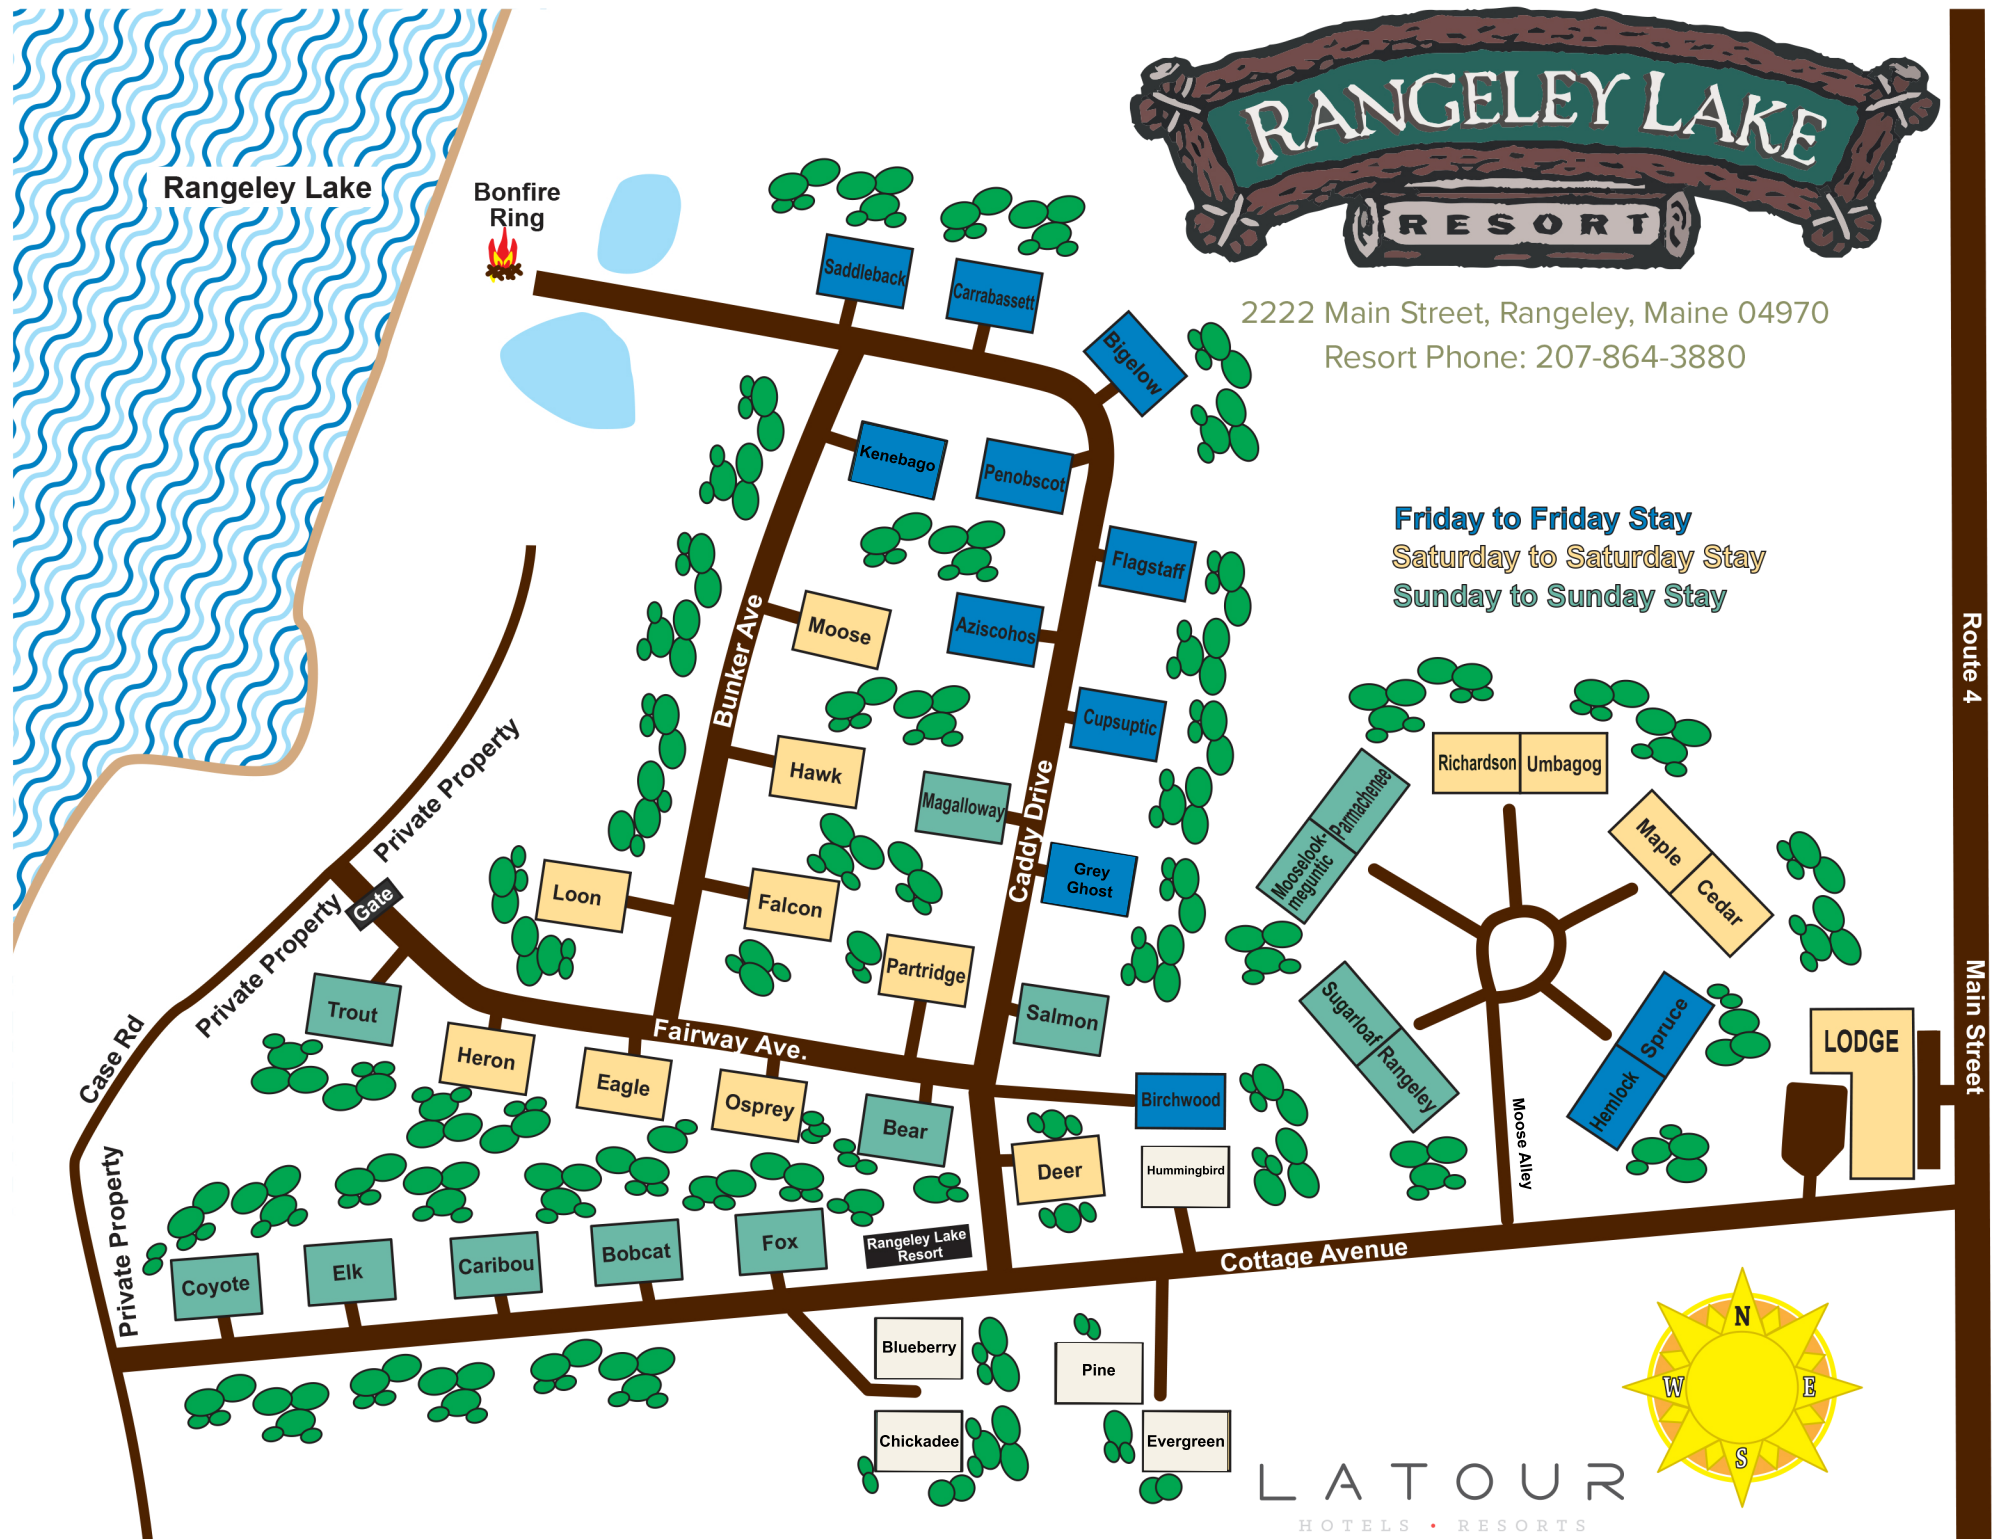 RANGELEY LAKE
RESORT
2222 Main Street, Rangeley, Maine 04970
Resort Phone: 207-864-3880
Rangeley Lake
Bonfire
Ring
Saddleback
Carrabassett
Bigelow
Kenebago
Penobscot
Flagstaff
Friday to Friday Stay
Saturday to Saturday Stay
Sunday to Sunday Stay
Moose
Aziscohos
Bunker Ave
Cupsuptic
Hawk
Magalloway
Caddy Drive
Grey
Ghost
Loon
Falcon
Partridge
Salmon
Private Property
Gate
Private Property
Case Rd
Private Property
Trout
Heron
Fairway Ave.
Eagle
Osprey
Bear
Birchwood
Deer
Hummingbird
Richardson
Umbagog
Parmachenee
Mooselook-
meguntic
Maple
Cedar
Sugarloaf
Rangeley
Spruce
Hemlock
Moose Alley
LODGE
Route 4
Main Street
Coyote
Elk
Caribou
Bobcat
Fox
Rangeley Lake
Resort
Cottage Avenue
Blueberry
Chickadee
Pine
Evergreen
N
W
E
S
LATOUR
HOTELS • RESORTS